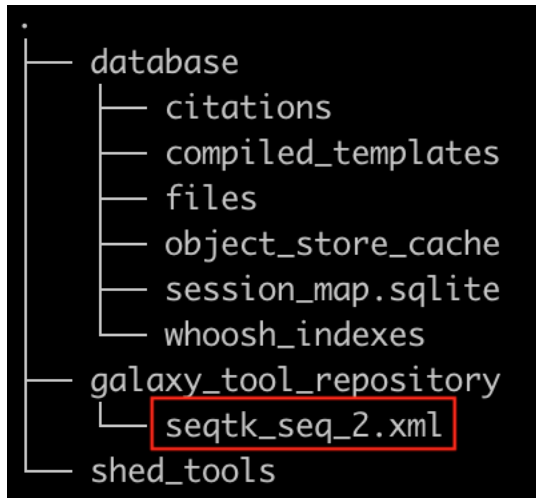 .
database
citations
compiled_templates
files
object_store_cache
session_map.sqlite
whoosh_indexes
galaxy_tool_repository
seqtk_seq_2.xml
shed_tools